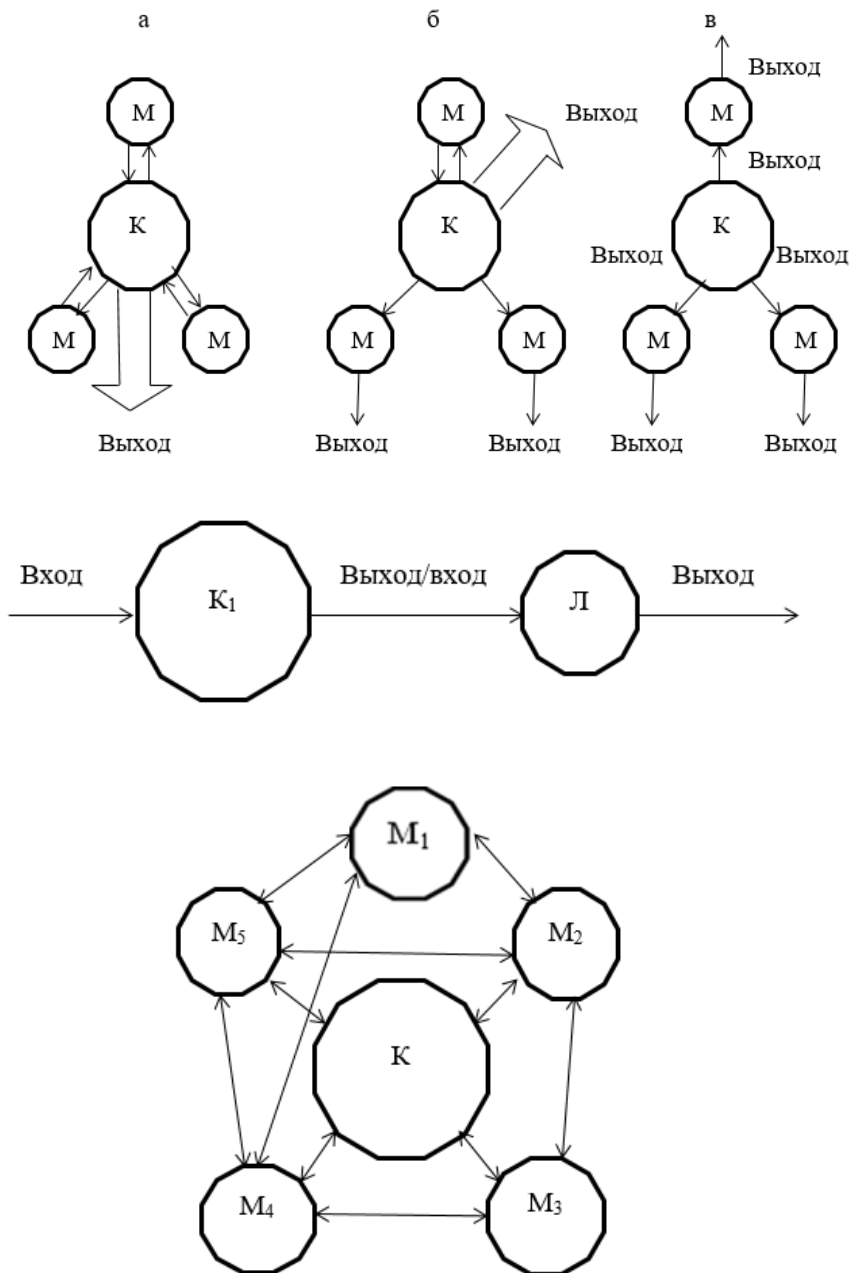 а б в
Выход
М М Выход М
Выход
К К К
Выход Выход
М М М М М М
Выход Выход Выход Выход Выход
Вход Выход/вход Выход
К₁ Л
М₁
М₅ М₂
К
М₄ М₃